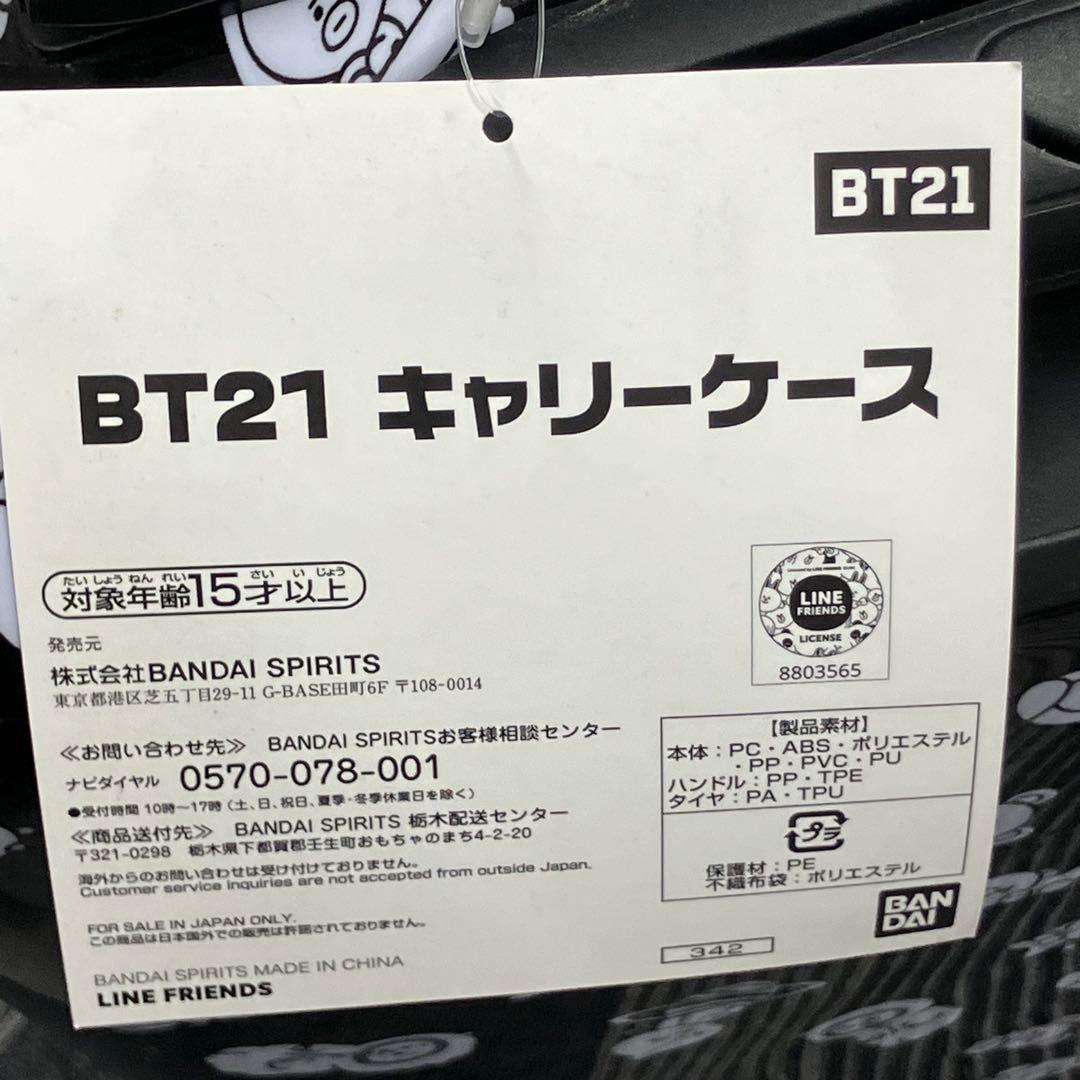 BT21
BT21 キャリーケース
たいしょうねんれい さい いじょう
対象年齢15才以上
発売元
株式会社BANDAI SPIRITS
東京都港区芝五丁目29-11 G-BASE田町6F 〒108-0014
≪お問い合わせ先≫ BANDAI SPIRITSお客様相談センター
ナビダイヤル 0570-078-001
●受付時間 10時~17時(土、日、祝日、夏季・冬季休業日を除く)
≪商品送付先≫ BANDAI SPIRITS 栃木配送センター
〒321-0298 栃木県下都賀郡壬生町おもちゃのまち4-2-20
海外からのお問い合わせは受け付けておりません。
Customer service inquiries are not accepted from outside Japan.
FOR SALE IN JAPAN ONLY.
この商品は日本国外での販売は許諾されておりません。
BANDAI SPIRITS MADE IN CHINA
LINE FRIENDS
LINE
FRIENDS
LICENSE
8803565
【製品素材】
本体:PC・ABS・ポリエステル
・PP・PVC・PU
ハンドル:PP・TPE
タイヤ:PA・TPU
プラ
保護材:PE
不織布袋:ポリエステル
BAN
DAI
342